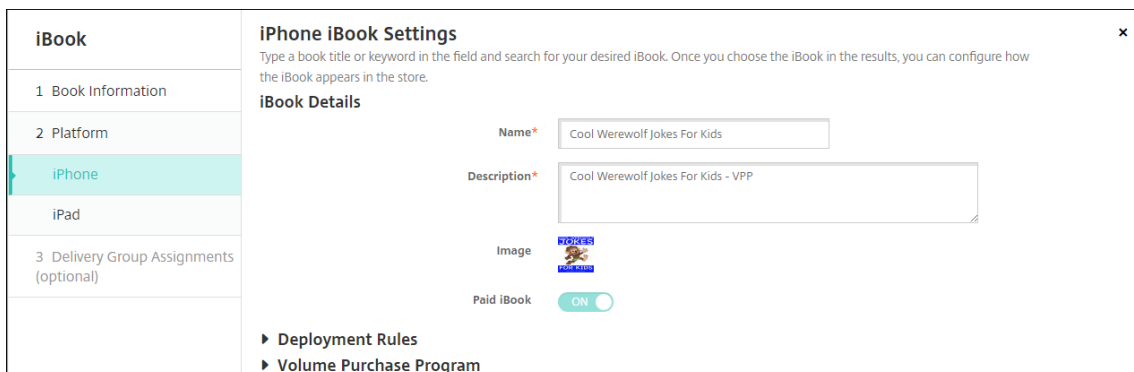 iBook
1 Book Information
2 Platform
iPhone
iPad
3 Delivery Group Assignments
(optional)
iPhone iBook Settings
Type a book title or keyword in the field and search for your desired iBook. Once you choose the iBook in the results, you can configure how
the iBook appears in the store.
iBook Details
Name*
Cool Werewolf Jokes For Kids
Description*
Cool Werewolf Jokes For Kids - VPP
Image
JOKES
FOR KIDS
Paid iBook
ON
Deployment Rules
Volume Purchase Program